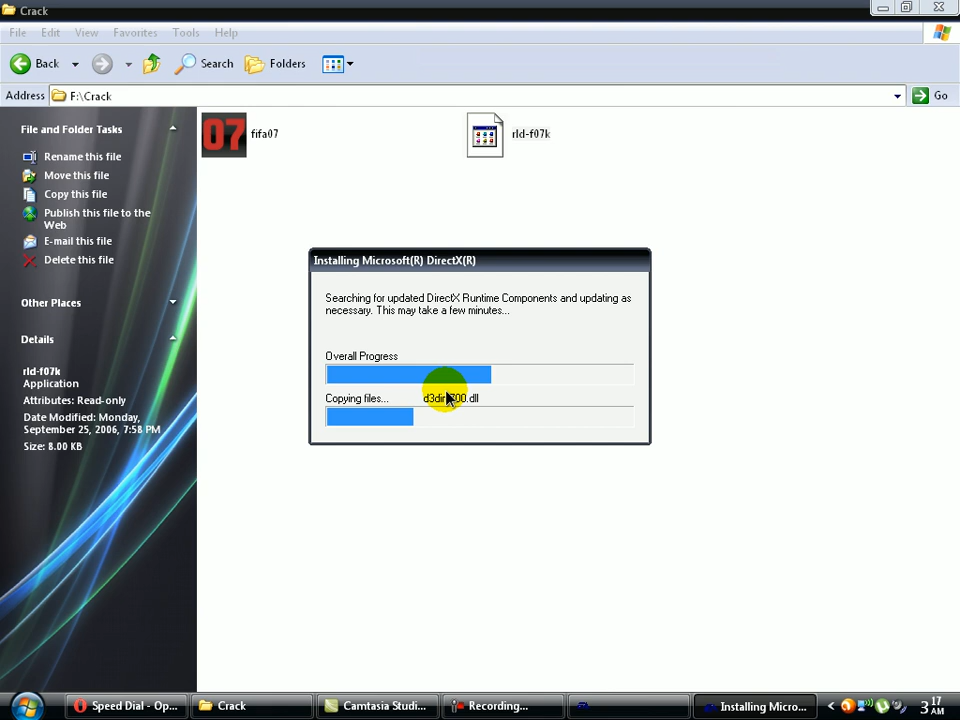 Crack
File Edit View Favorites Tools Help
Back Search Folders
Address F:\Crack Go
File and Folder Tasks
Rename this file
Move this file
Copy this file
Publish this file to the
Web
E-mail this file
Delete this file
Other Places
Details
rld-f07k
Application
Attributes: Read-only
Date Modified: Monday,
September 25, 2006, 7:58 PM
Size: 8.00 KB
07 fifa07
rld-f07k
Installing Microsoft(R) DirectX(R)
Searching for updated DirectX Runtime Components and updating as
necessary. This may take a few minutes...
Overall Progress
Copying files...
Speed Dial - Op... Crack Camtasia Studi... Recording... Installing Micro... 3 17 AM